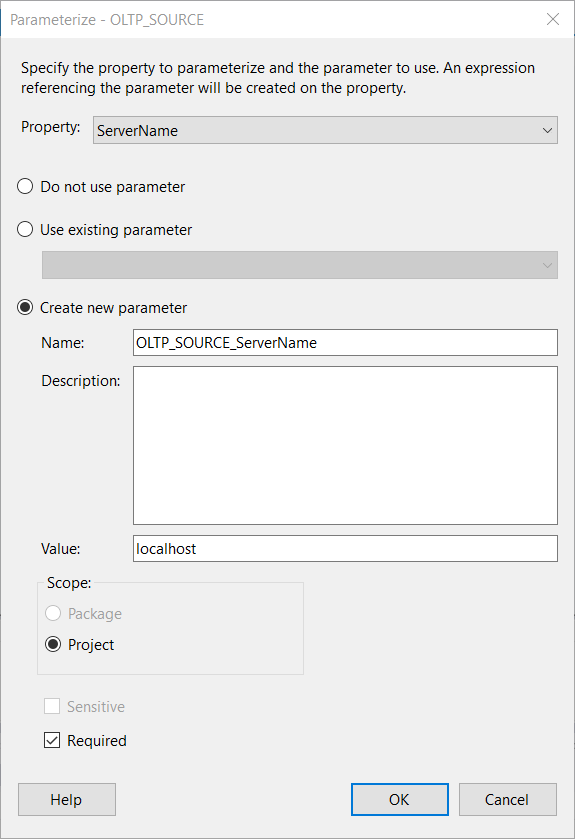 Parameterize - OLTP_SOURCE
Specify the property to parameterize and the parameter to use. An expression
referencing the parameter will be created on the property.
Property: ServerName
Do not use parameter
Use existing parameter
Create new parameter
Name: OLTP_SOURCE_ServerName
Description:
Value: localhost
Scope:
Package
Project
Sensitive
Required
Help OK Cancel